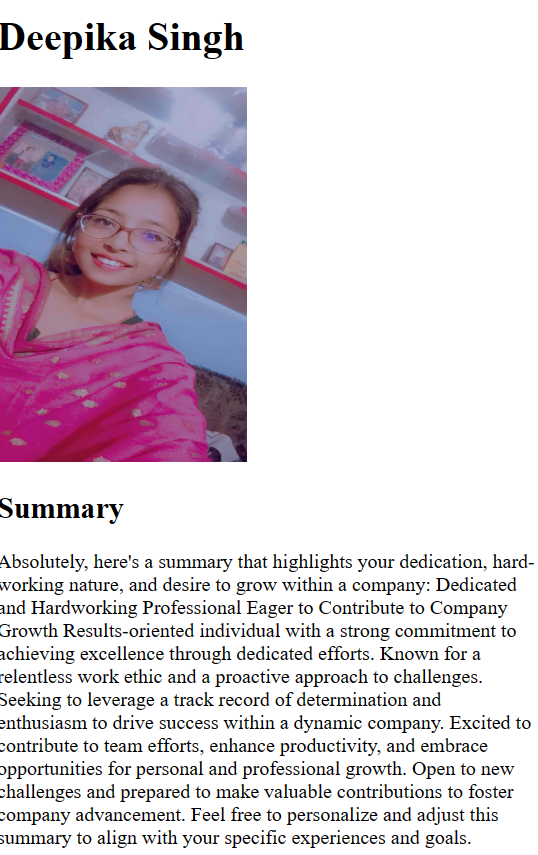 Deepika Singh
Summary
Absolutely, here's a summary that highlights your dedication, hard-
working nature, and desire to grow within a company: Dedicated
and Hardworking Professional Eager to Contribute to Company
Growth Results-oriented individual with a strong commitment to
achieving excellence through dedicated efforts. Known for a
relentless work ethic and a proactive approach to challenges.
Seeking to leverage a track record of determination and
enthusiasm to drive success within a dynamic company. Excited to
contribute to team efforts, enhance productivity, and embrace
opportunities for personal and professional growth. Open to new
challenges and prepared to make valuable contributions to foster
company advancement. Feel free to personalize and adjust this
summary to align with your specific experiences and goals.